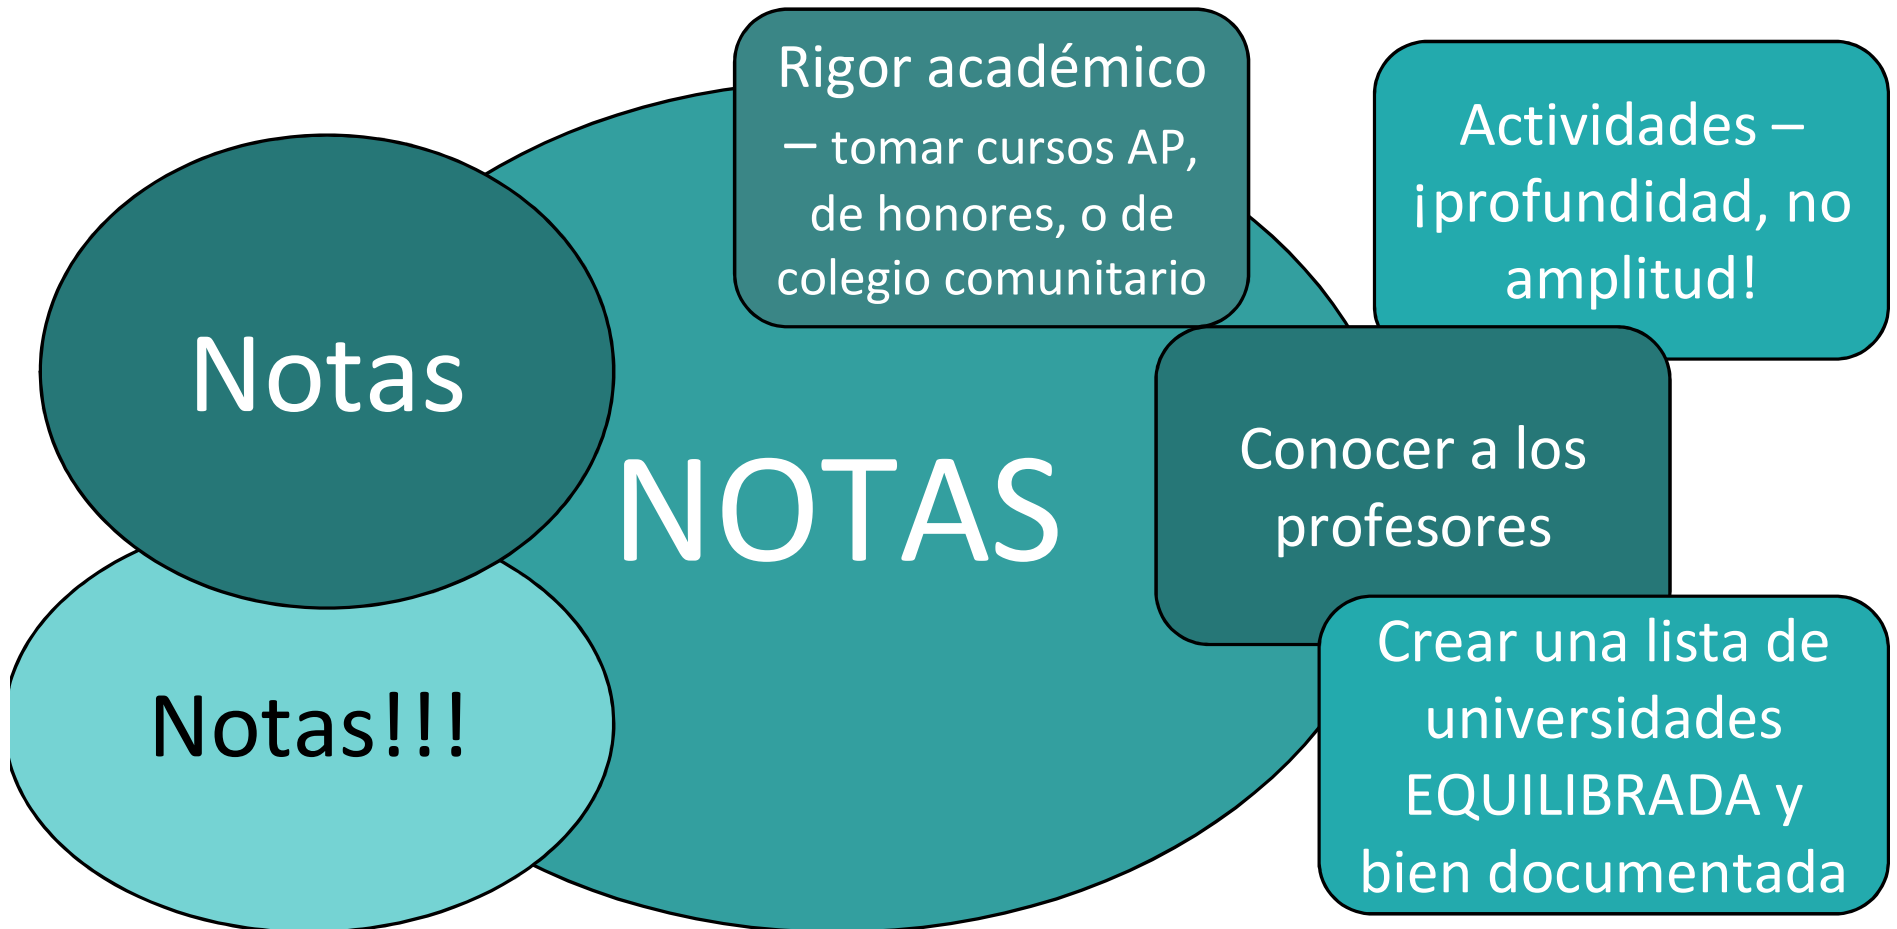 Notas
Notas!!!
NOTAS
Rigor académico
– tomar cursos AP,
de honores, o de
colegio comunitario
Actividades –
¡profundidad, no
amplitud!
Conocer a los
profesores
Crear una lista de
universidades
EQUILIBRADA y
bien documentada